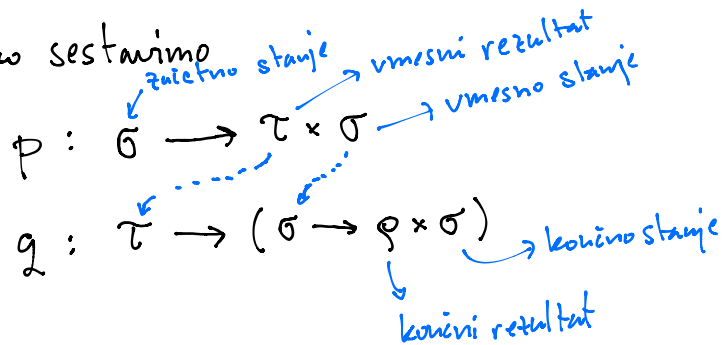 sestavimo
začetno stanje
vmesni rezultat
vmesno stanje
p : σ → τ × σ
q : τ → (σ → ρ × σ)
končno stanje
končni rezultat